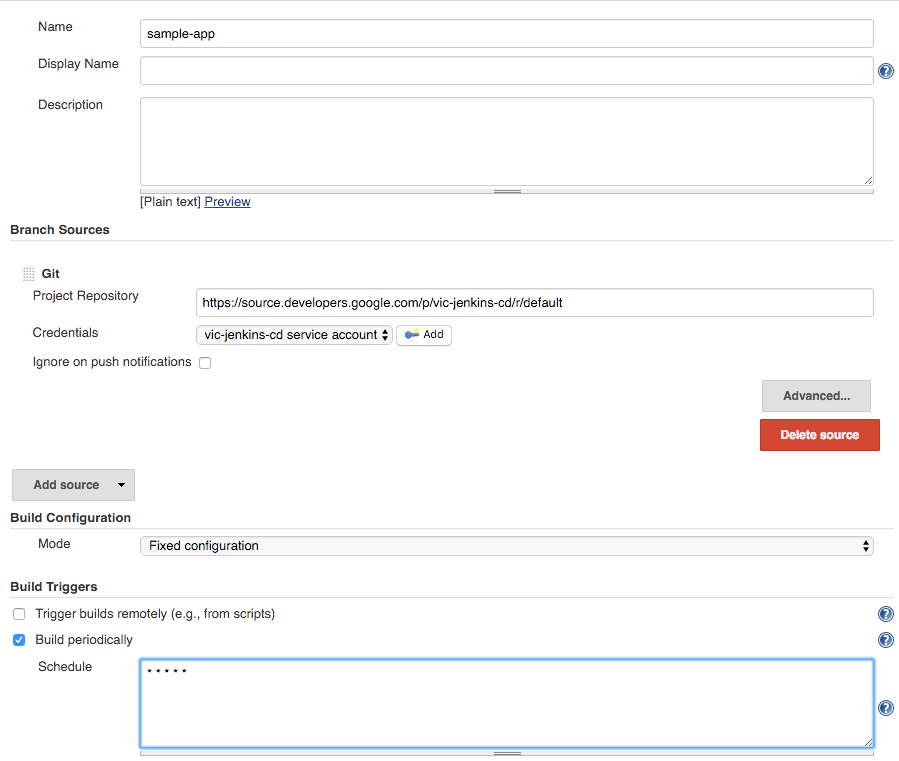 Name
sample-app
Display Name
?
Description
[Plain text] Preview
Branch Sources
Git
Project Repository
https://source.developers.google.com/p/vic-jenkins-cd/r/default
Credentials
vic-jenkins-cd service account
Add
Ignore on push notifications
Advanced...
Delete source
Add source
Build Configuration
Mode
Fixed configuration
Build Triggers
Trigger builds remotely (e.g., from scripts)
?
Build periodically
?
Schedule
* * * * *
?